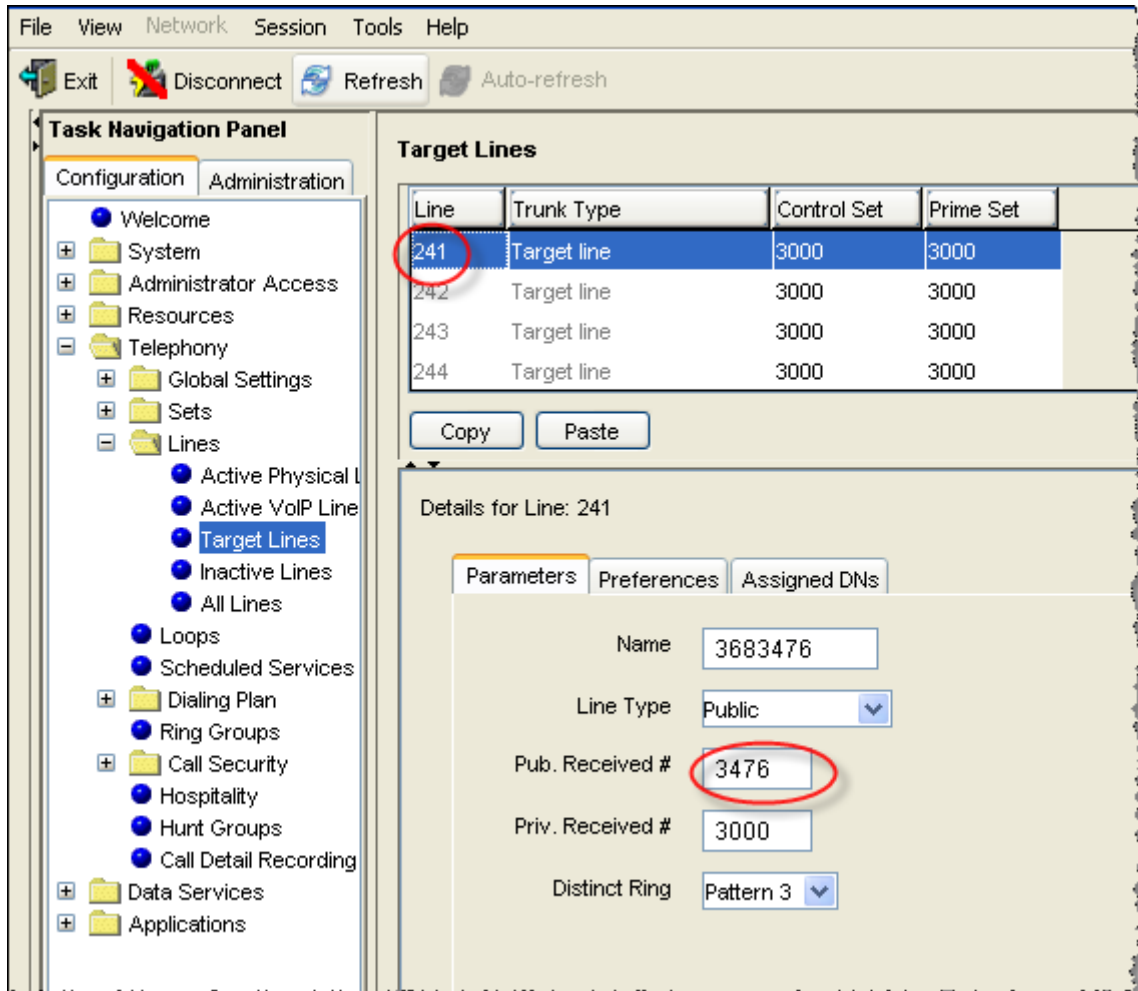 File View Network Session Tools Help
Exit Disconnect Refresh Auto-refresh
Task Navigation Panel
Configuration Administration
Welcome
System
Administrator Access
Resources
Telephony
Global Settings
Sets
Lines
Active Physical
Active VoIP Line
Target Lines
Inactive Lines
All Lines
Loops
Scheduled Services
Dialing Plan
Ring Groups
Call Security
Hospitality
Hunt Groups
Call Detail Recording
Data Services
Applications
Target Lines
Line Trunk Type Control Set Prime Set
241 Target line 3000 3000
242 Target line 3000 3000
243 Target line 3000 3000
244 Target line 3000 3000
Copy Paste
Details for Line: 241
Parameters Preferences Assigned DNs
Name 3683476
Line Type Public
Pub. Received # 3476
Priv. Received # 3000
Distinct Ring Pattern 3